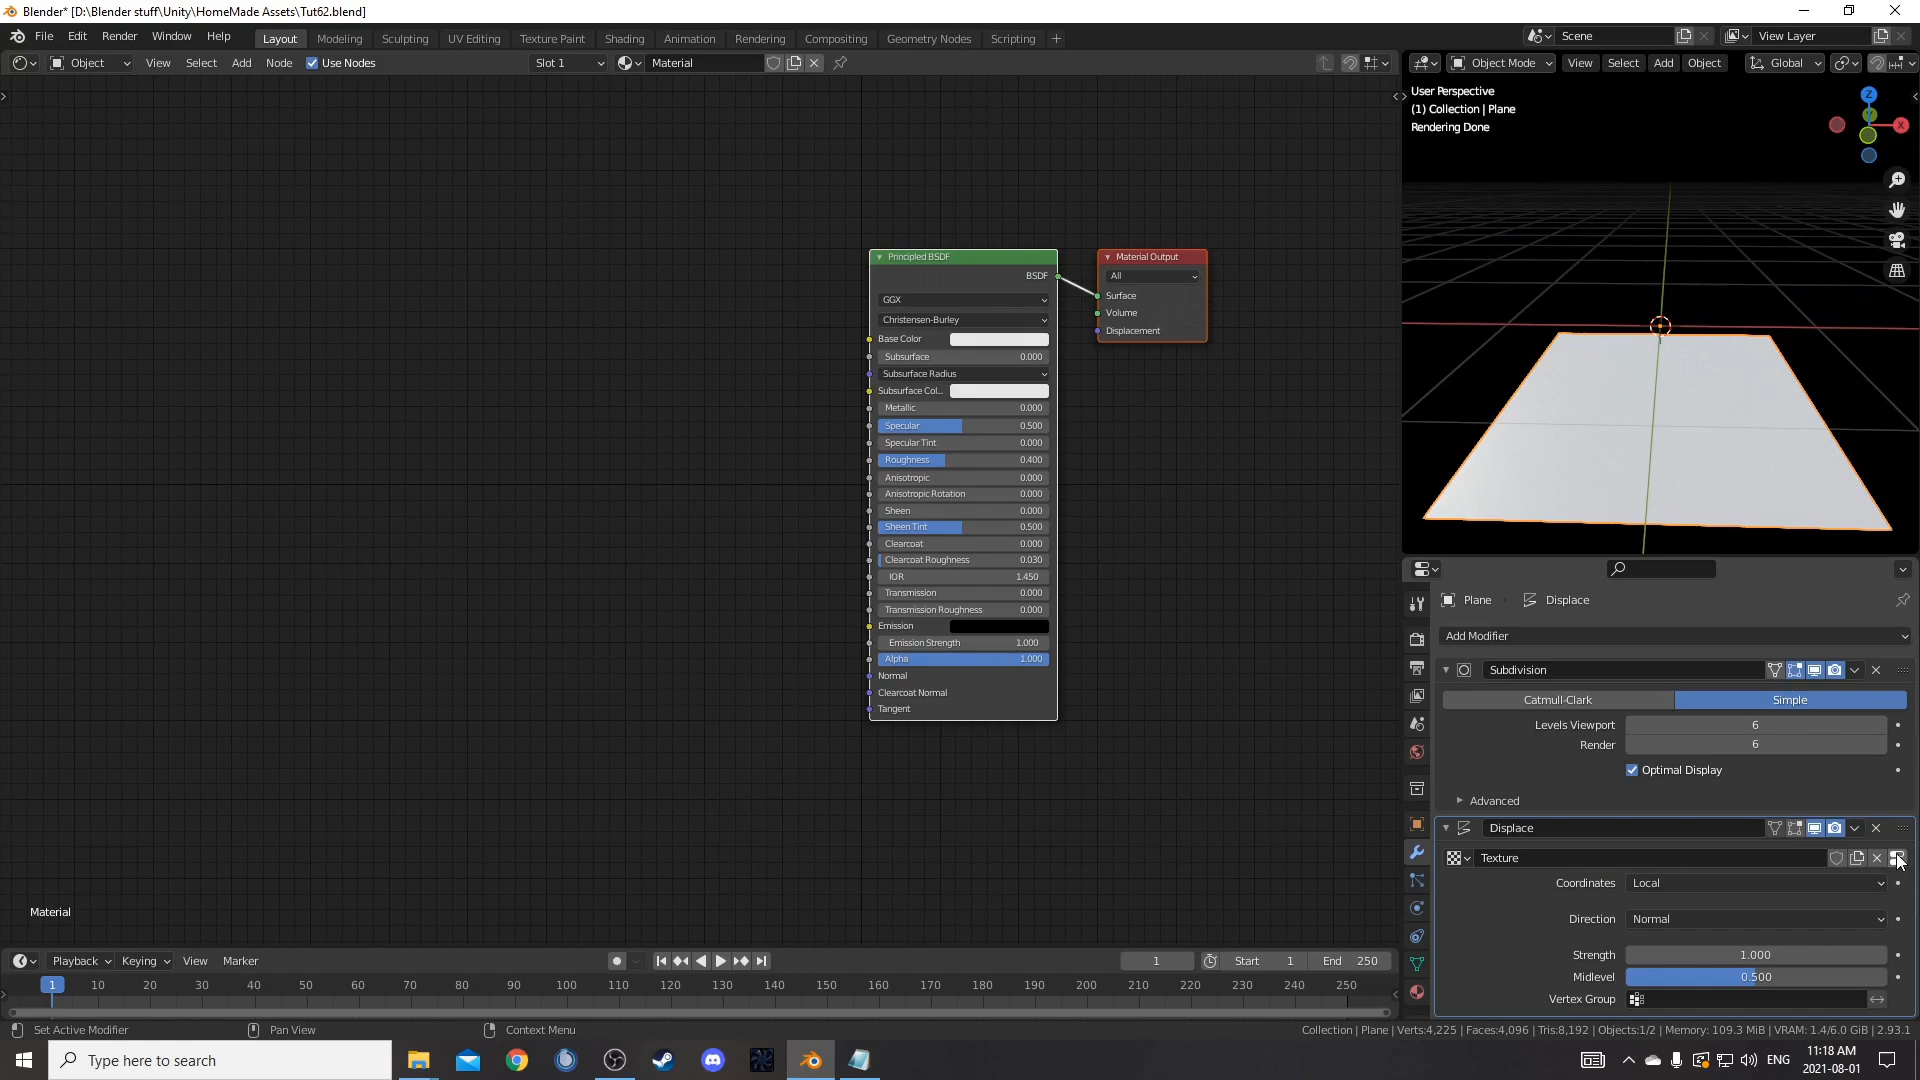 Blender* [D:\Blender stuff\Unity\HomeMade Assets\Tut62.blend]
File Edit Render Window Help Layout Modeling Sculpting UV Editing Texture Paint Shading Animation Rendering Compositing Geometry Nodes Scripting + Scene View Layer
Object View Select Add Node Use Nodes Slot 1 Material Object Mode View Select Add Object Global
User Perspective
(1) Collection | Plane
Rendering Done
Z
Y
X
Principled BSDF
BSDF
GGX
Christensen-Burley
Base Color
Subsurface 0.000
Subsurface Radius
Subsurface Col...
Metallic 0.000
Specular 0.500
Specular Tint 0.000
Roughness 0.400
Anisotropic 0.000
Anisotropic Rotation 0.000
Sheen 0.000
Sheen Tint 0.500
Clearcoat 0.000
Clearcoat Roughness 0.030
IOR 1.450
Transmission 0.000
Transmission Roughness 0.000
Emission
Emission Strength 1.000
Alpha 1.000
Normal
Clearcoat Normal
Tangent
Material Output
All
Surface
Volume
Displacement
Material
Plane Displace
Add Modifier
Subdivision
Catmull-Clark Simple
Levels Viewport 6
Render 6
Optimal Display
Advanced
Displace
Texture
Coordinates Local
Direction Normal
Strength 1.000
Midlevel 0.500
Vertex Group
Playback Keying View Marker 1 Start 1 End 250
1 10 20 30 40 50 60 70 80 90 100 110 120 130 140 150 160 170 180 190 200 210 220 230 240 250
Set Active Modifier Pan View Context Menu Collection | Plane | Verts:4,225 | Faces:4,096 | Tris:8,192 | Objects:1/2 | Memory: 109.3 MiB | VRAM: 1.4/6.0 GiB | 2.93.1
Type here to search ENG 11:18 AM
2021-08-01